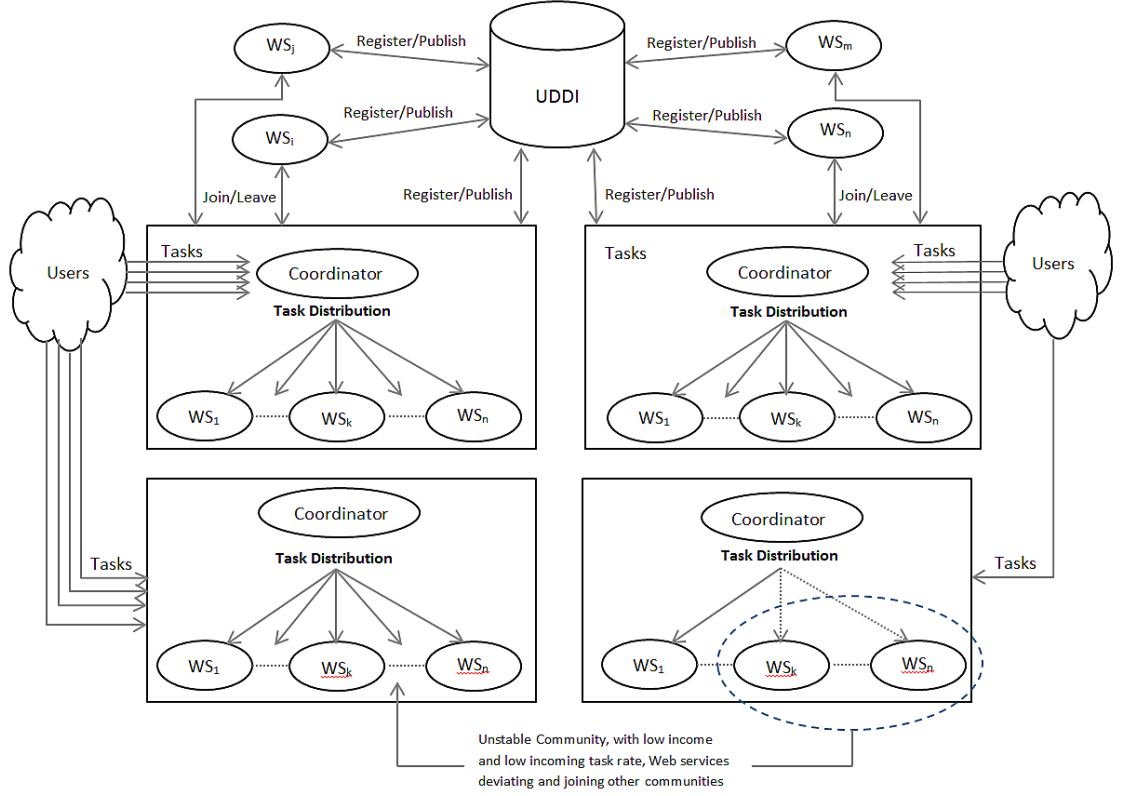 WSj
Register/Publish
UDDI
Register/Publish
WSm
WSi
Register/Publish
Register/Publish
WSn
Join/Leave
Register/Publish
Register/Publish
Join/Leave
Users
Tasks
Coordinator
Task Distribution
WS1
WSk
WSn
Tasks
Coordinator
Tasks
Users
Task Distribution
WS1
WSk
WSn
Coordinator
Task Distribution
Tasks
WS1
WSk
WSn
Coordinator
Task Distribution
Tasks
WS1
WSk
WSn
Unstable Community, with low income
and low incoming task rate, Web services
deviating and joining other communities